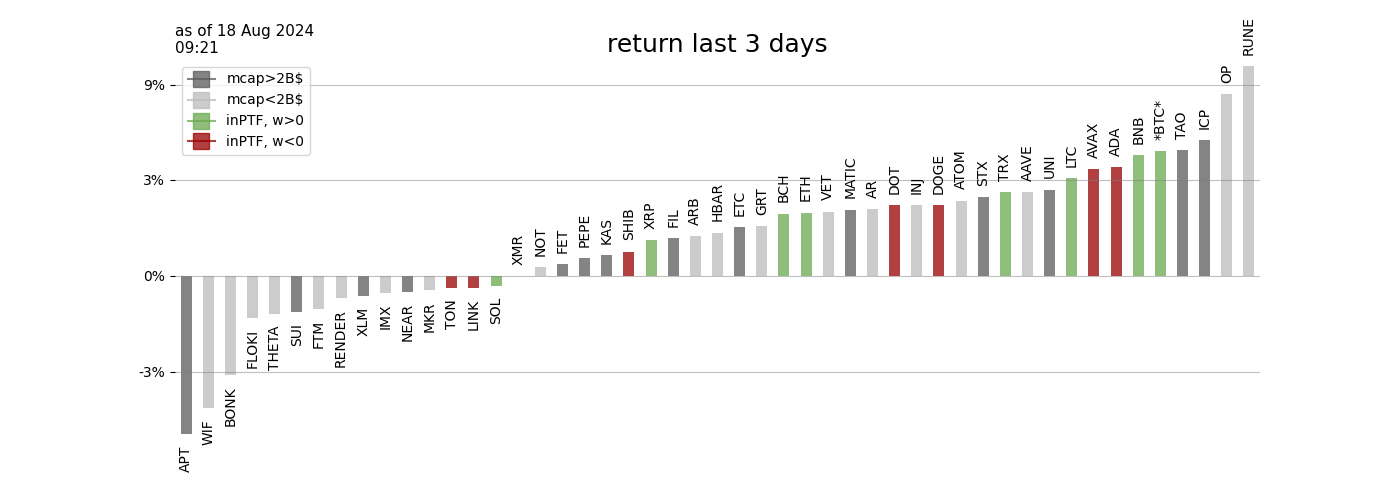 as of 18 Aug 2024
09:21
return last 3 days
mcap>2B$
mcap<2B$
inPTF, w>0
inPTF, w<0
9%
3%
0%
-3%
APT
WIF
BONK
FLOKI
THETA
SUI
FTM
RENDER
XLM
IMX
NEAR
MKR
TON
LINK
SOL
XMR
NOT
FET
PEPE
KAS
SHIB
XRP
FIL
ARB
HBAR
ETC
GRT
BCH
ETH
VET
MATIC
AR
DOT
INJ
DOGE
ATOM
STX
TRX
AAVE
UNI
LTC
AVAX
ADA
BNB
*BTC*
TAO
ICP
OP
RUNE